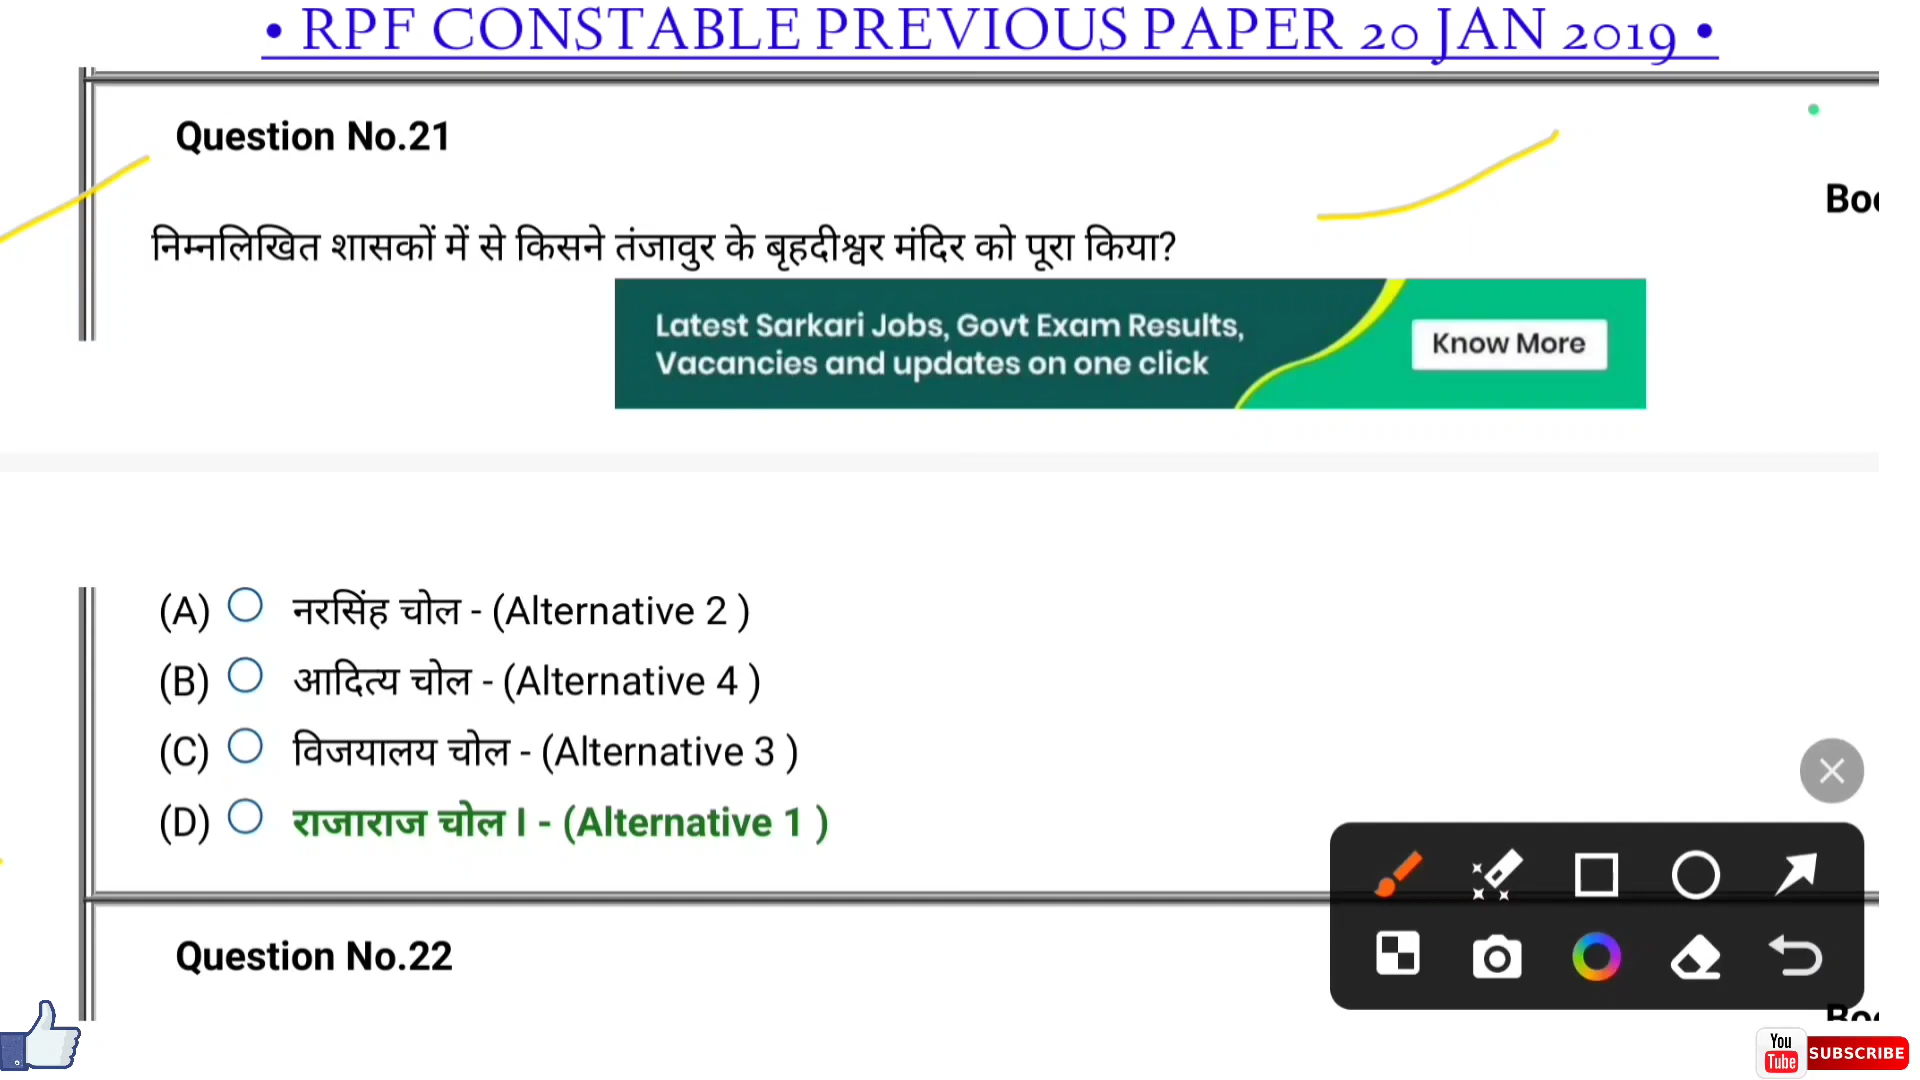 • RPF CONSTABLE PREVIOUS PAPER 20 JAN 2019 •
Question No.21
निम्नलिखित शासकों में से किसने तंजावुर के बृहदीश्वर मंदिर को पूरा किया?
Latest Sarkari Jobs, Govt Exam Results,
Vacancies and updates on one click
Know More
(A) नरसिंह चोल - (Alternative 2 )
(B) आदित्य चोल - (Alternative 4 )
(C) विजयालय चोल - (Alternative 3 )
(D) राजाराज चोल I - (Alternative 1 )
Question No.22
You
Tube
SUBSCRIBE